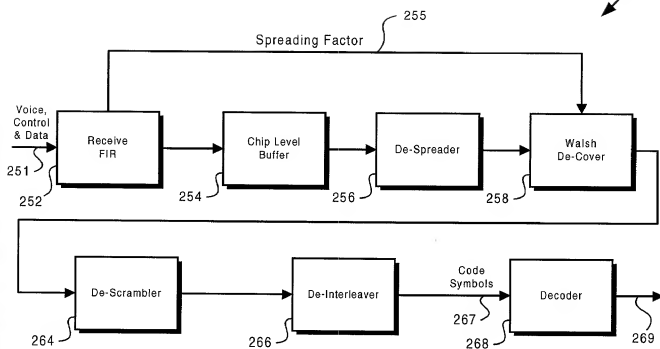 255
Spreading Factor
Voice,
Control
& Data
251
Receive
FIR
252
Chip Level
Buffer
254
De-Spreader
256
Walsh
De-Cover
258
De-Scrambler
264
De-Interleaver
266
Code
Symbols
267
Decoder
268
269